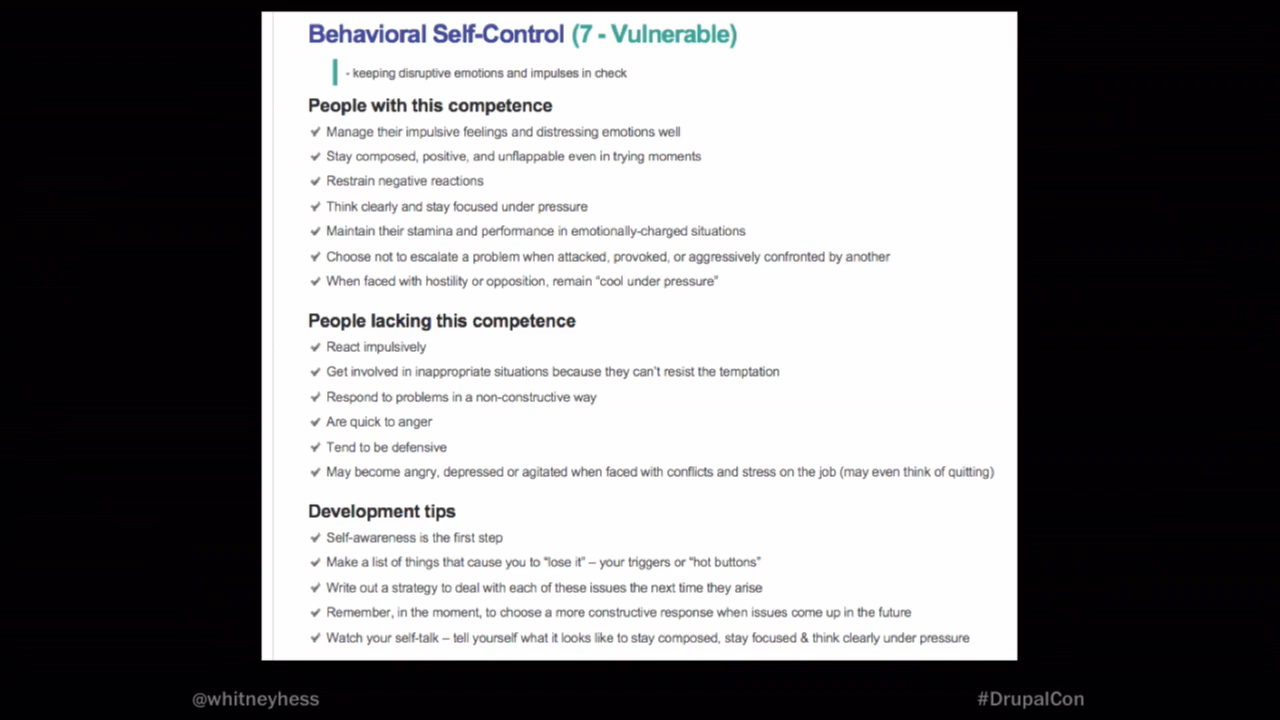 Behavioral Self-Control (7 - Vulnerable)
- keeping disruptive emotions and impulses in check
People with this competence
✔ Manage their impulsive feelings and distressing emotions well
✔ Stay composed, positive, and unflappable even in trying moments
✔ Restrain negative reactions
✔ Think clearly and stay focused under pressure
✔ Maintain their stamina and performance in emotionally-charged situations
✔ Choose not to escalate a problem when attacked, provoked, or aggressively confronted by another
✔ When faced with hostility or opposition, remain “cool under pressure”
People lacking this competence
✔ React impulsively
✔ Get involved in inappropriate situations because they can’t resist the temptation
✔ Respond to problems in a non-constructive way
✔ Are quick to anger
✔ Tend to be defensive
✔ May become angry, depressed or agitated when faced with conflicts and stress on the job (may even think of quitting)
Development tips
✔ Self-awareness is the first step
✔ Make a list of things that cause you to “lose it” – your triggers or “hot buttons”
✔ Write out a strategy to deal with each of these issues the next time they arise
✔ Remember, in the moment, to choose a more constructive response when issues come up in the future
✔ Watch your self-talk – tell yourself what it looks like to stay composed, stay focused & think clearly under pressure
@whitneyhess
#DrupalCon